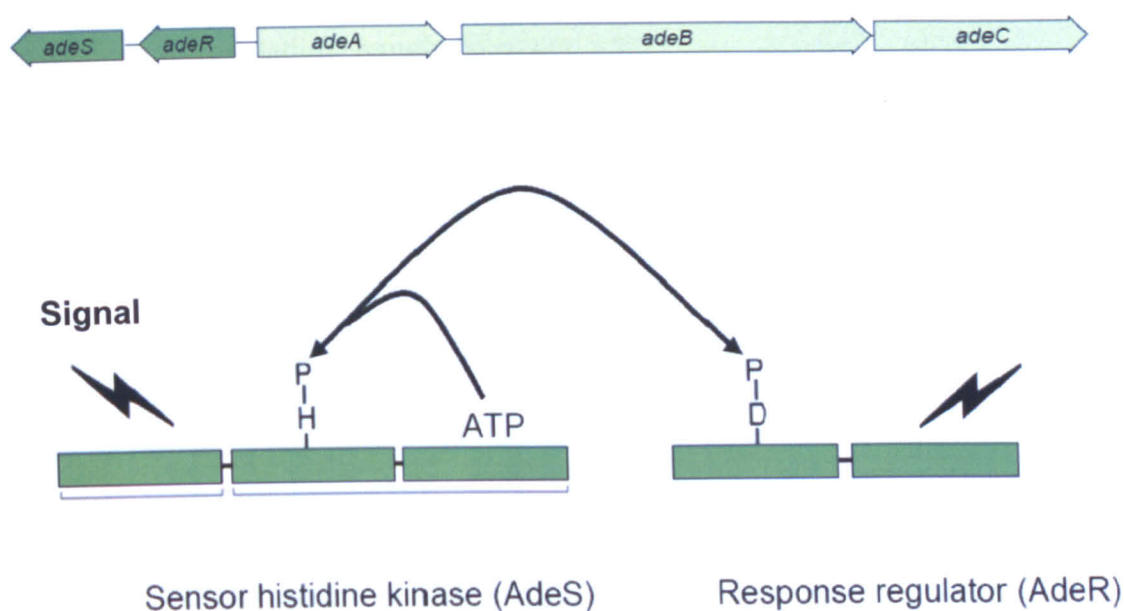 adeS adeR adeA adeB adeC
Signal
P P
H D
ATP
Sensor histidine kinase (AdeS) Response regulator (AdeR)